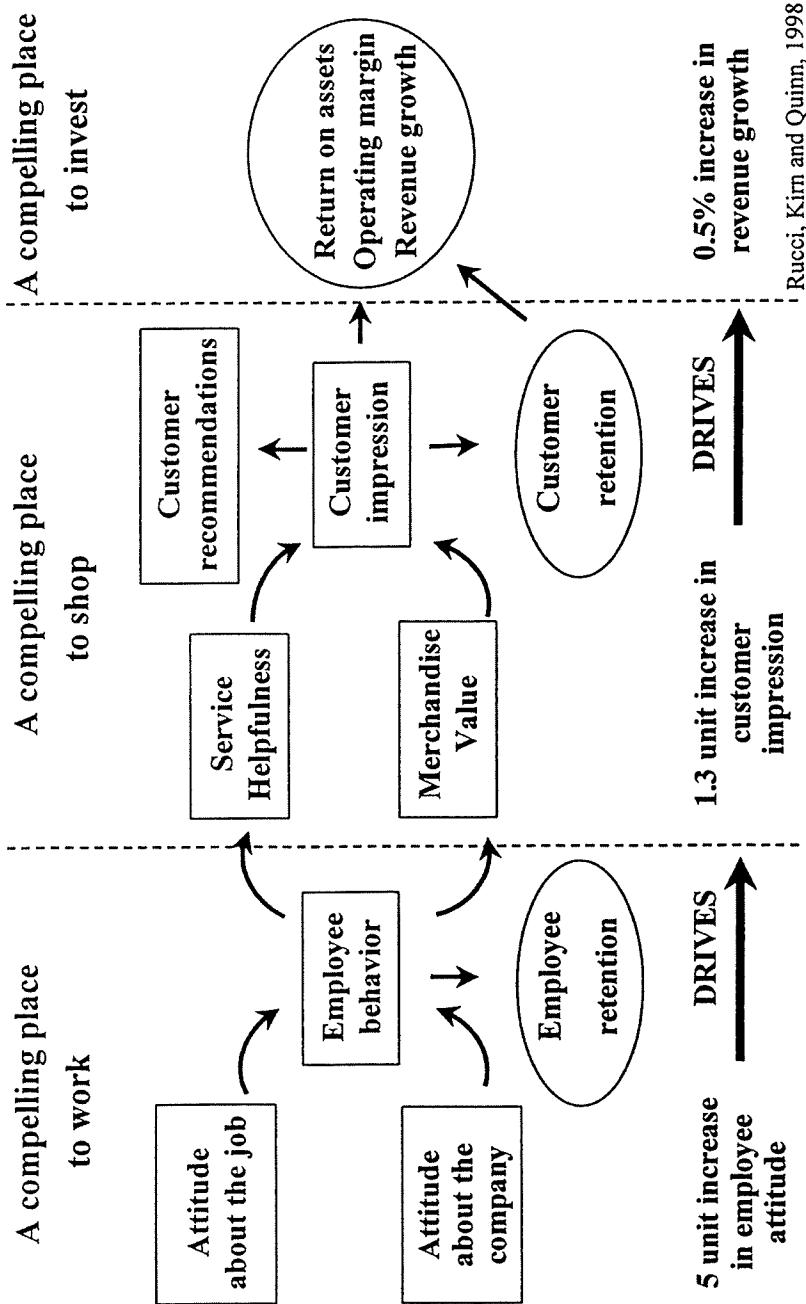 A compelling place
to work
A compelling place
to shop
A compelling place
to invest
Attitude
about the job
Attitude
about the
company
Employee
behavior
Employee
retention
Service
Helpfulness
Merchandise
Value
Customer
recommendations
Customer
impression
Customer
retention
Return on assets
Operating margin
Revenue growth
5 unit increase
in employee
attitude
DRIVES
1.3 unit increase in
customer
impression
DRIVES
0.5% increase in
revenue growth
Rucci, Kirn and Quinn, 1998